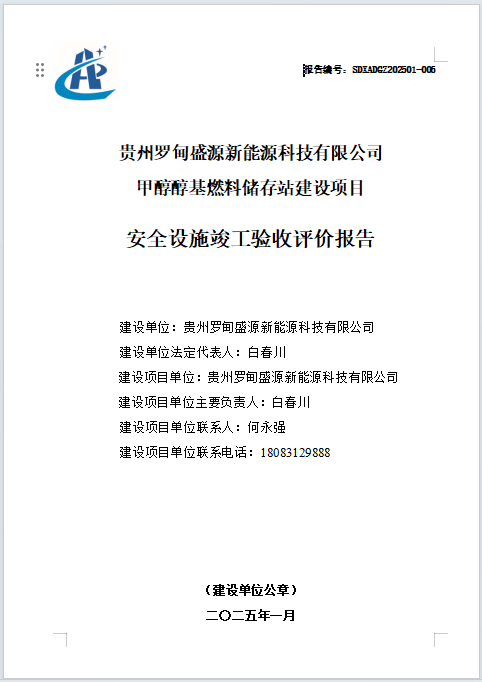 报告编号：SDXADGZ202501-006
贵州罗甸盛源新能源科技有限公司
甲醇醇基燃料储存站建设项目
安全设施竣工验收评价报告
建设单位：贵州罗甸盛源新能源科技有限公司
建设单位法定代表人：白春川
建设项目单位：贵州罗甸盛源新能源科技有限公司
建设项目单位主要负责人：白春川
建设项目单位联系人：何永强
建设项目单位联系电话：18083129888
（建设单位公章）
二〇二五年一月